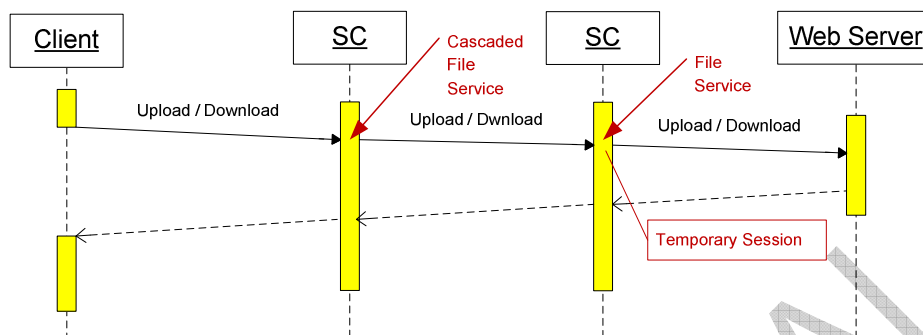 Client
SC
SC
Web Server
Cascaded
File
Service
File
Service
Upload / Download
Upload / Dwnload
Upload / Download
Temporary Session